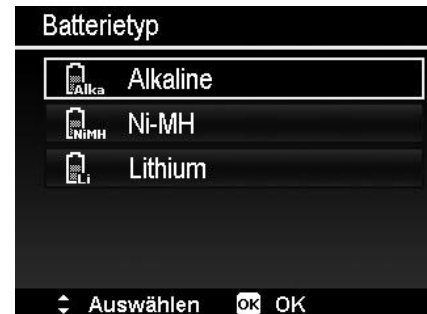 Batterietyp
Alka Alkaline
NiMH Ni-MH
Li Lithium
Auswählen OK OK